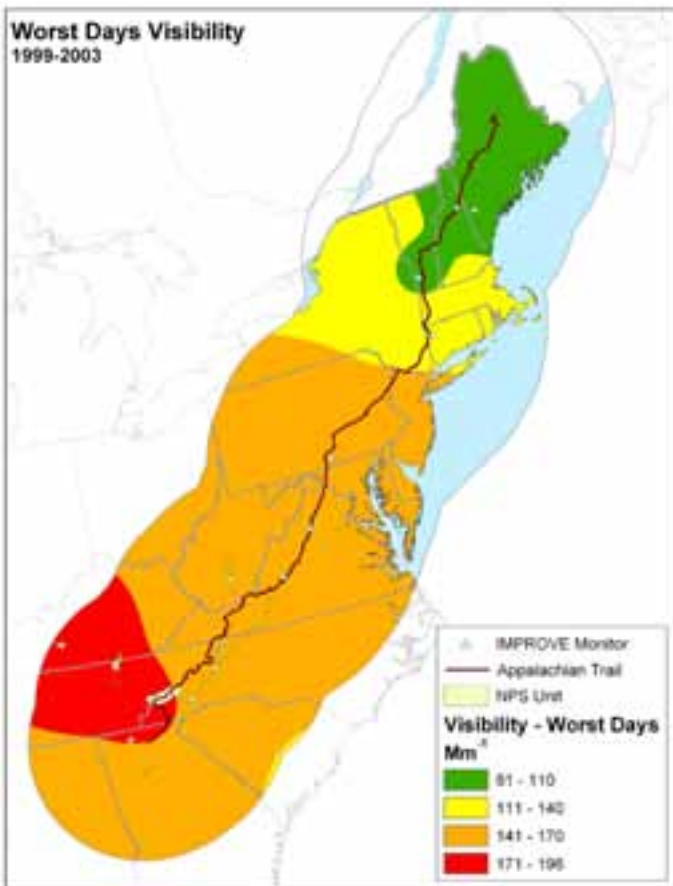 Worst Days Visibility
1999-2003
IMPROVE Monitor
Appalachian Trail
NPS Unit
Visibility - Worst Days
Mm⁻¹
81 - 110
111 - 140
141 - 170
171 - 196